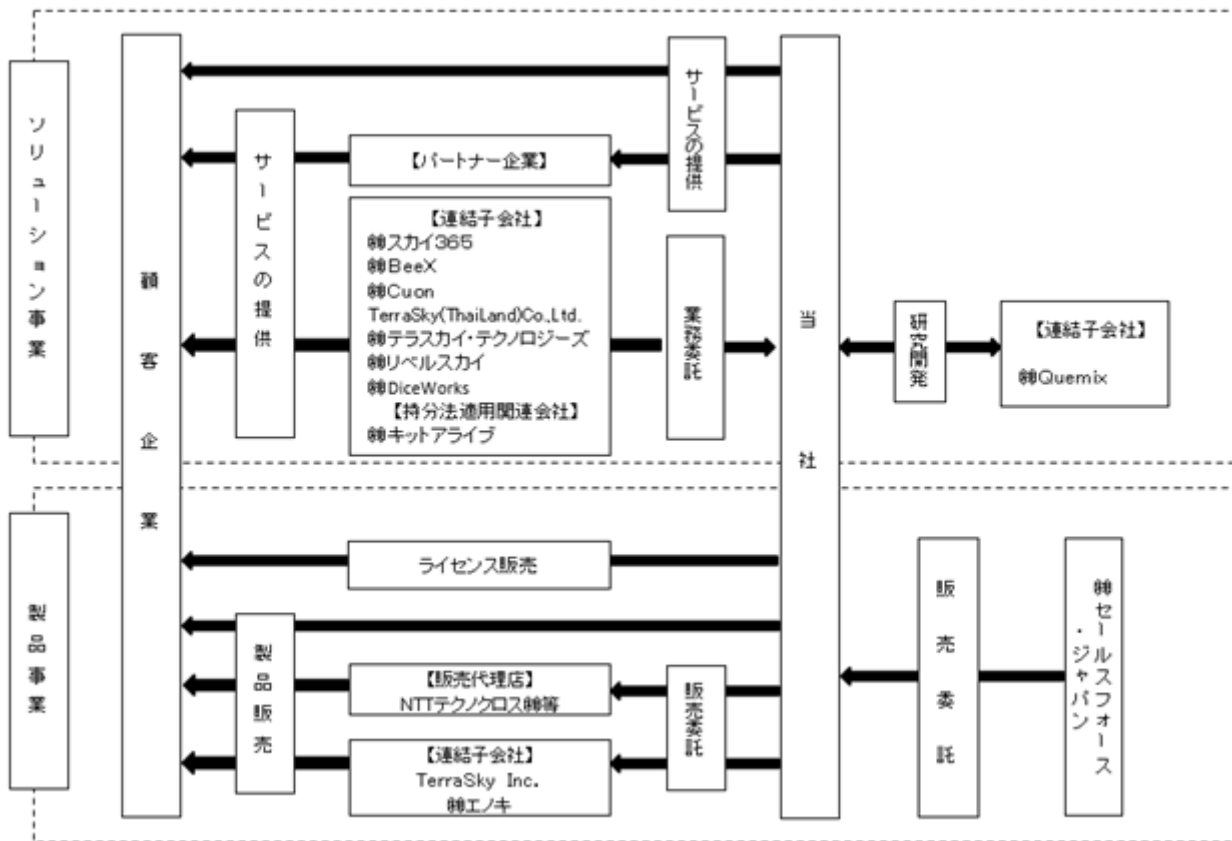 ソリューション事業
顧客企業
サービスの提供
サービスの提供
【パートナー企業】
【連結子会社】
㈱スカイ365
㈱BeeX
㈱Cuon
TerraSky(ThaiLand)Co.,Ltd.
㈱テラスカイ・テクノロジーズ
㈱リベルスカイ
㈱DiceWorks
【持分法適用関連会社】
㈱キットアライブ
業務委託
当社
研究開発
【連結子会社】
㈱Quemix
製品事業
ライセンス販売
製品販売
【販売代理店】
NTTテクノクロス㈱等
【連結子会社】
TerraSky Inc.
㈱エノキ
販売委託
販売委託
㈱セールスフォース
・ジャパン